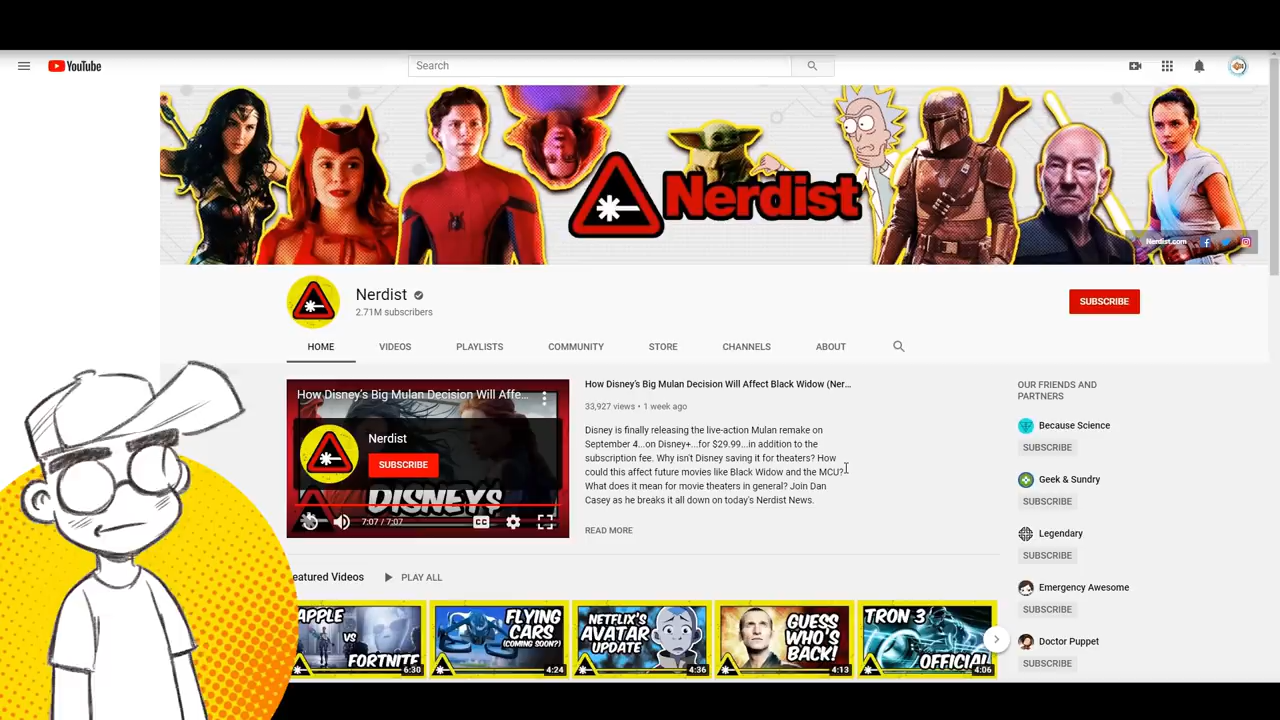 YouTube
Search
Nerdist
Nerdist.com
Nerdist
2.71M subscribers
SUBSCRIBE
HOME VIDEOS PLAYLISTS COMMUNITY STORE CHANNELS ABOUT
How Disney's Big Mulan Decision Will Affe...
Nerdist
SUBSCRIBE
DISNEY'S
7:07 / 7:07
CC
How Disney's Big Mulan Decision Will Affect Black Widow (Ner...
33,927 views • 1 week ago
Disney is finally releasing the live-action Mulan remake on
September 4...on Disney+...for $29.99...in addition to the
subscription fee. Why isn't Disney saving it for theaters? How
could this affect future movies like Black Widow and the MCU?
What does it mean for movie theaters in general? Join Dan
Casey as he breaks it all down on today's Nerdist News.
READ MORE
OUR FRIENDS AND
PARTNERS
Because Science
SUBSCRIBE
Geek & Sundry
SUBSCRIBE
Legendary
SUBSCRIBE
Emergency Awesome
SUBSCRIBE
Doctor Puppet
SUBSCRIBE
eatured Videos PLAY ALL
APPLE
VS
FORTNITE
6:30
FLYING
CARS
(COMING SOON?)
4:24
NETFLIX'S
AVATAR
UPDATE
4:36
GUESS
WHO'S
BACK!
4:13
TRON 3
OFFICIAL
4:06